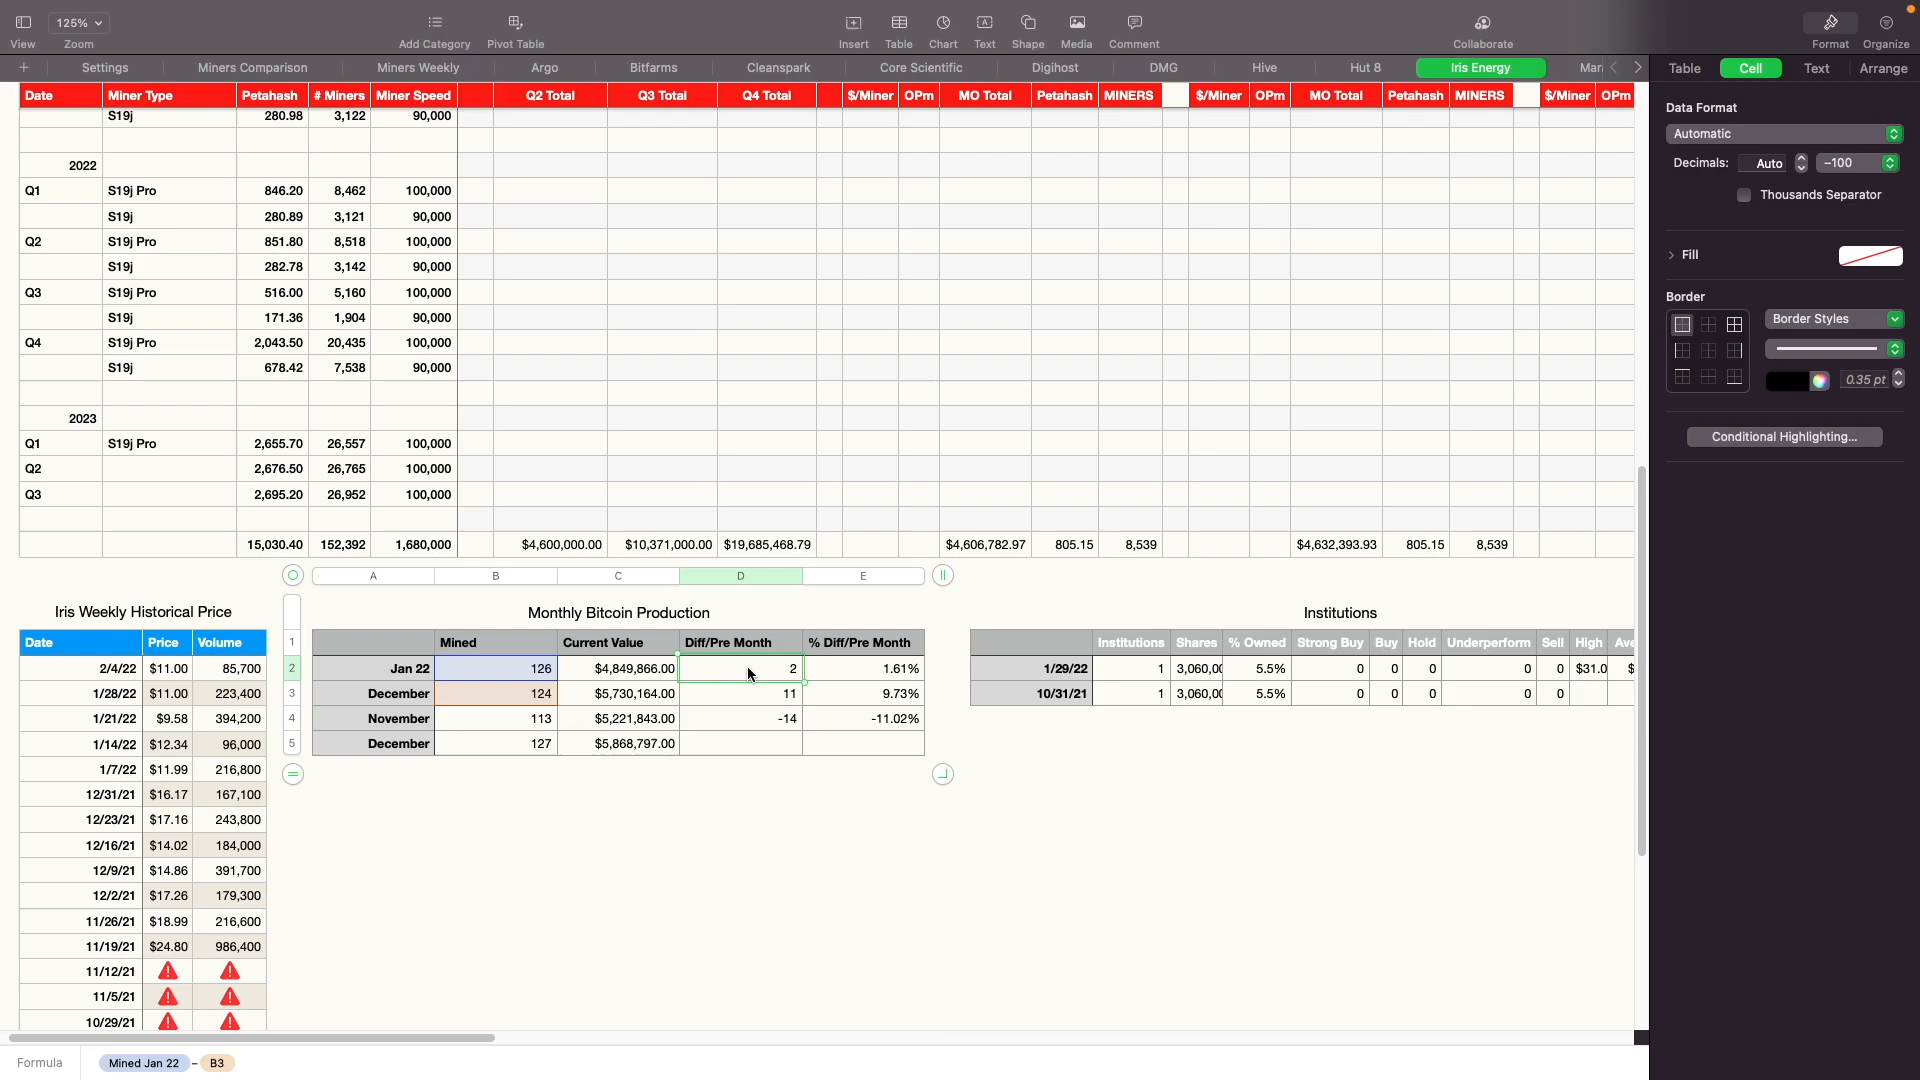 View
125%
Zoom
Add Category
Pivot Table
Insert
Table
Chart
Text
Shape
Media
Comment
Collaborate
Format
Organize
+ Settings Miners Comparison Miners Weekly Argo Bitfarms Cleanspark Core Scientific Digihost DMG Hive Hut 8 Iris Energy Mar
Table Cell Text Arrange
Date Miner Type Petahash # Miners Miner Speed Q2 Total Q3 Total Q4 Total $/Miner OPm MO Total Petahash MINERS $/Miner OPm MO Total Petahash MINERS $/Miner OPm
S19j 280.98 3,122 90,000
2022
Q1 S19j Pro 846.20 8,462 100,000
S19j 280.89 3,121 90,000
Q2 S19j Pro 851.80 8,518 100,000
S19j 282.78 3,142 90,000
Q3 S19j Pro 516.00 5,160 100,000
S19j 171.36 1,904 90,000
Q4 S19j Pro 2,043.50 20,435 100,000
S19j 678.42 7,538 90,000
2023
Q1 S19j Pro 2,655.70 26,557 100,000
Q2 2,676.50 26,765 100,000
Q3 2,695.20 26,952 100,000
15,030.40 152,392 1,680,000 $4,600,000.00 $10,371,000.00 $19,685,468.79 $4,606,782.97 805.15 8,539 $4,632,393.93 805.15 8,539
Iris Weekly Historical Price
Date Price Volume
2/4/22 $11.00 85,700
1/28/22 $11.00 223,400
1/21/22 $9.58 394,200
1/14/22 $12.34 96,000
1/7/22 $11.99 216,800
12/31/21 $16.17 167,100
12/23/21 $17.16 243,800
12/16/21 $14.02 184,000
12/9/21 $14.86 391,700
12/2/21 $17.26 179,300
11/26/21 $18.99 216,600
11/19/21 $24.80 986,400
11/12/21
11/5/21
10/29/21
A B C D E
Monthly Bitcoin Production
1 Mined Current Value Diff/Pre Month % Diff/Pre Month
2 Jan 22 126 $4,849,866.00 2 1.61%
3 December 124 $5,730,164.00 11 9.73%
4 November 113 $5,221,843.00 -14 -11.02%
5 December 127 $5,868,797.00
Institutions
Institutions Shares % Owned Strong Buy Buy Hold Underperform Sell High Ave
1/29/22 1 3,060,00 5.5% 0 0 0 0 0 $31.0 $
10/31/21 1 3,060,00 5.5% 0 0 0 0 0
Formula Mined Jan 22 – B3
Data Format
Automatic
Decimals: Auto –100
Thousands Separator
Fill
Border
Border Styles
0.35 pt
Conditional Highlighting...